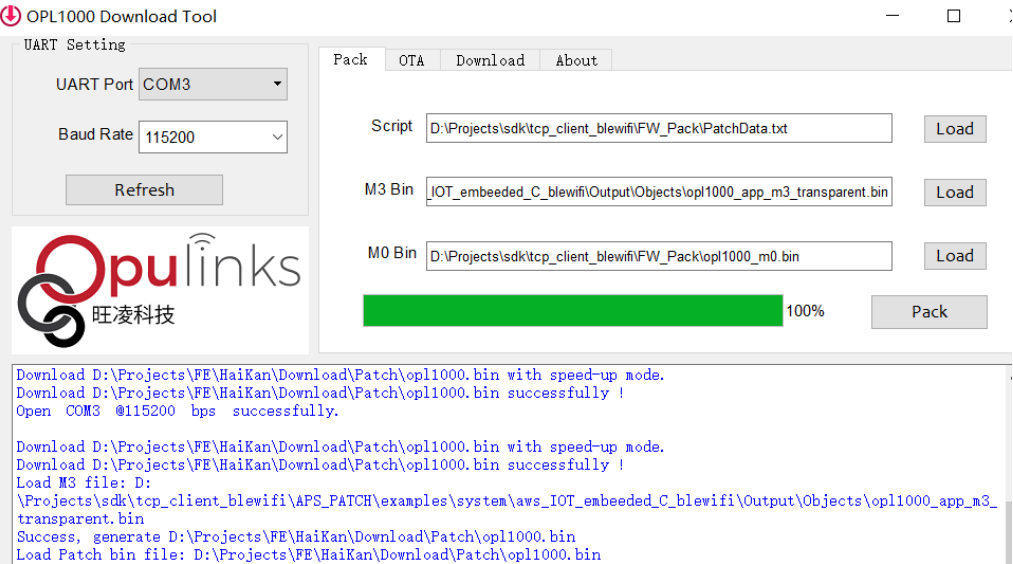 OPL1000 Download Tool
UART Setting
UART Port COM3
Baud Rate 115200
Refresh
Opulinks
旺凌科技
Pack OTA Download About
Script D:\Projects\sdk\tcp_client_blewifi\FW_Pack\PatchData.txt Load
M3 Bin _IOT_embeeded_C_blewifi\Output\Objects\opl1000_app_m3_transparent.bin Load
M0 Bin D:\Projects\sdk\tcp_client_blewifi\FW_Pack\opl1000_m0.bin Load
100% Pack
Download D:\Projects\FE\HaiKan\Download\Patch\opl1000.bin with speed-up mode.
Download D:\Projects\FE\HaiKan\Download\Patch\opl1000.bin successfully !
Open COM3 @115200 bps successfully.
Download D:\Projects\FE\HaiKan\Download\Patch\opl1000.bin with speed-up mode.
Download D:\Projects\FE\HaiKan\Download\Patch\opl1000.bin successfully !
Load M3 file: D:
\Projects\sdk\tcp_client_blewifi\APS_PATCH\examples\system\aws_IOT_embeeded_C_blewifi\Output\Objects\opl1000_app_m3_
transparent.bin
Success, generate D:\Projects\FE\HaiKan\Download\Patch\opl1000.bin
Load Patch bin file: D:\Projects\FE\HaiKan\Download\Patch\opl1000.bin